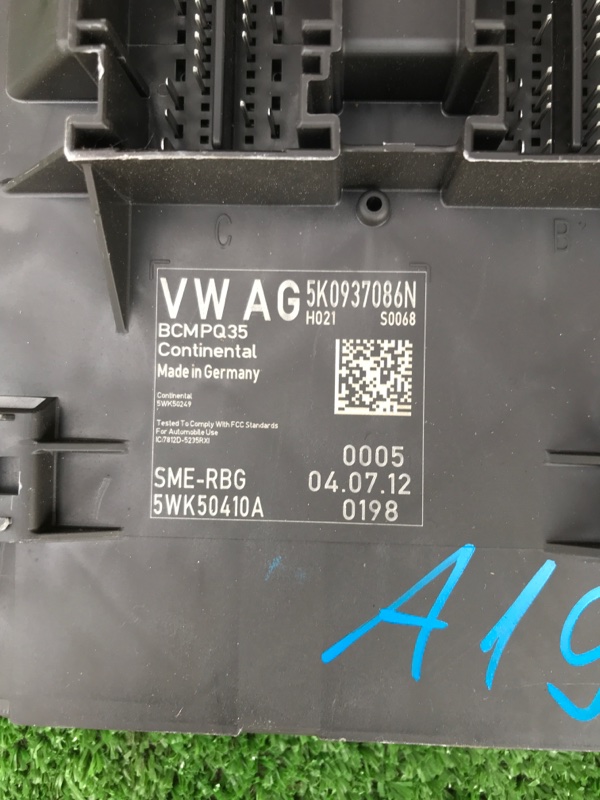 C
B
VW AG 5K0937086N
H021 S0068
BCMPQ35
Continental
Made in Germany
Continental
5WK50249
Tested To Comply With FCC Standards
For Automobile Use
IC:7812D-5235RXI
0005
SME-RBG 04.07.12
5WK50410A 0198
A19